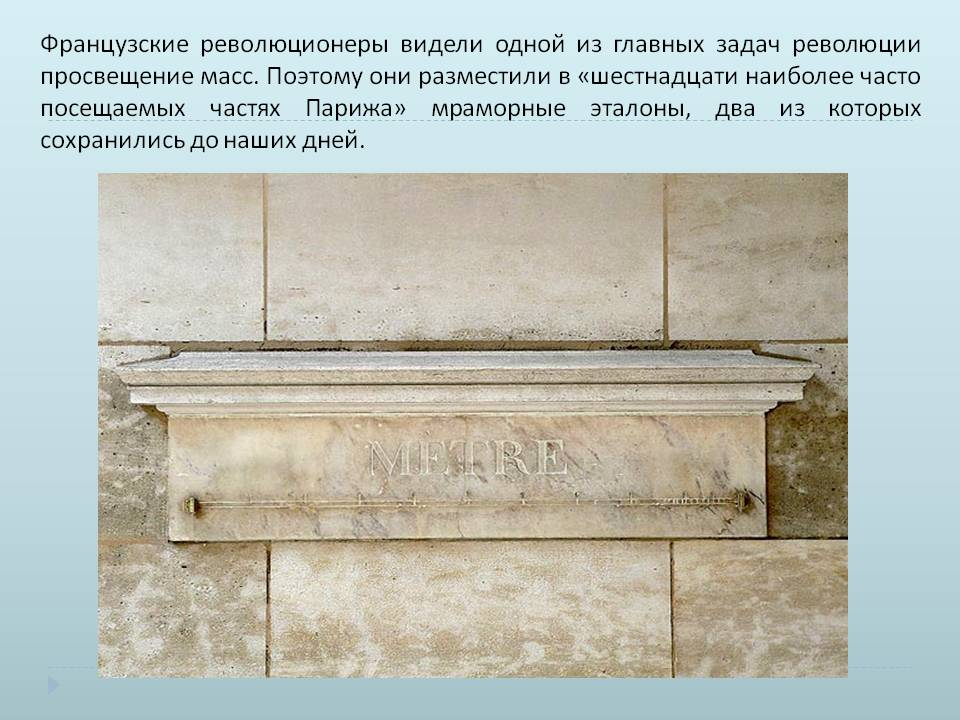 Французские революционеры видели одной из главных задач революции
просвещение масс. Поэтому они разместили в «шестнадцати наиболее часто
посещаемых частях Парижа» мраморные эталоны, два из которых
сохранились до наших дней.
METRE